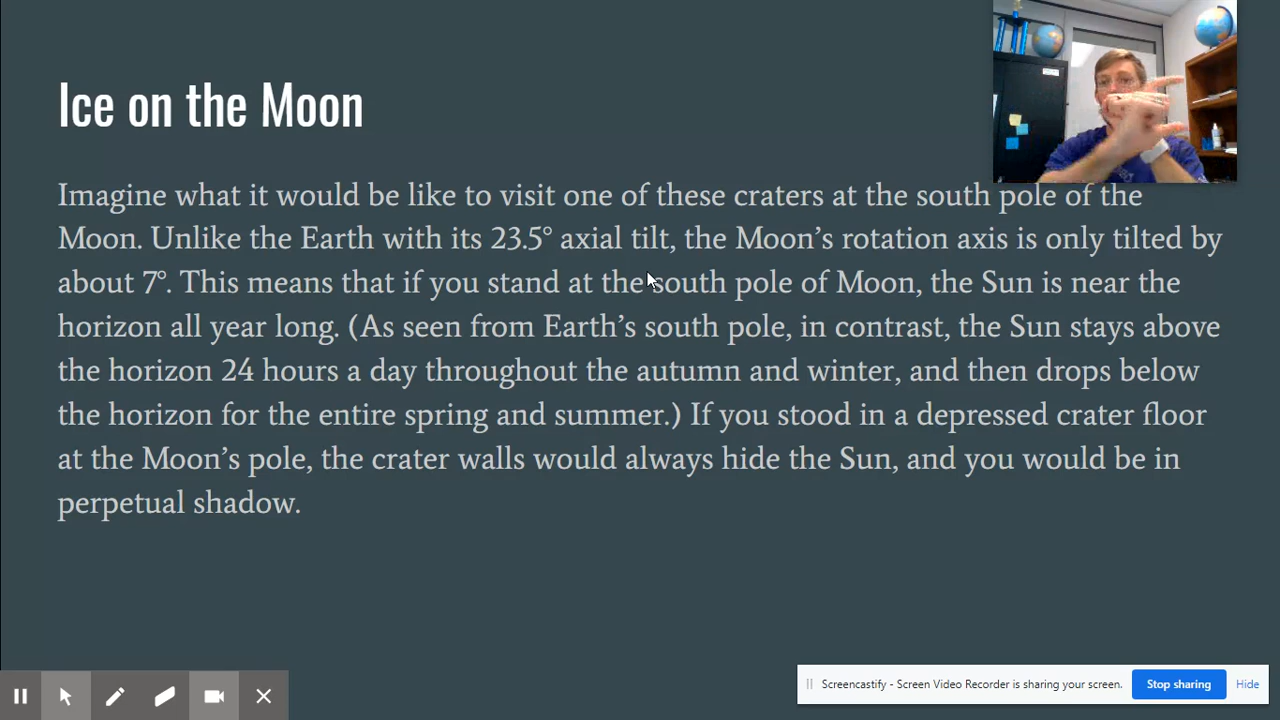 Ice on the Moon
Imagine what it would be like to visit one of these craters at the south pole of the
Moon. Unlike the Earth with its 23.5° axial tilt, the Moon’s rotation axis is only tilted by
about 7°. This means that if you stand at the south pole of Moon, the Sun is near the
horizon all year long. (As seen from Earth’s south pole, in contrast, the Sun stays above
the horizon 24 hours a day throughout the autumn and winter, and then drops below
the horizon for the entire spring and summer.) If you stood in a depressed crater floor
at the Moon’s pole, the crater walls would always hide the Sun, and you would be in
perpetual shadow.
Screencastify - Screen Video Recorder is sharing your screen. Stop sharing Hide